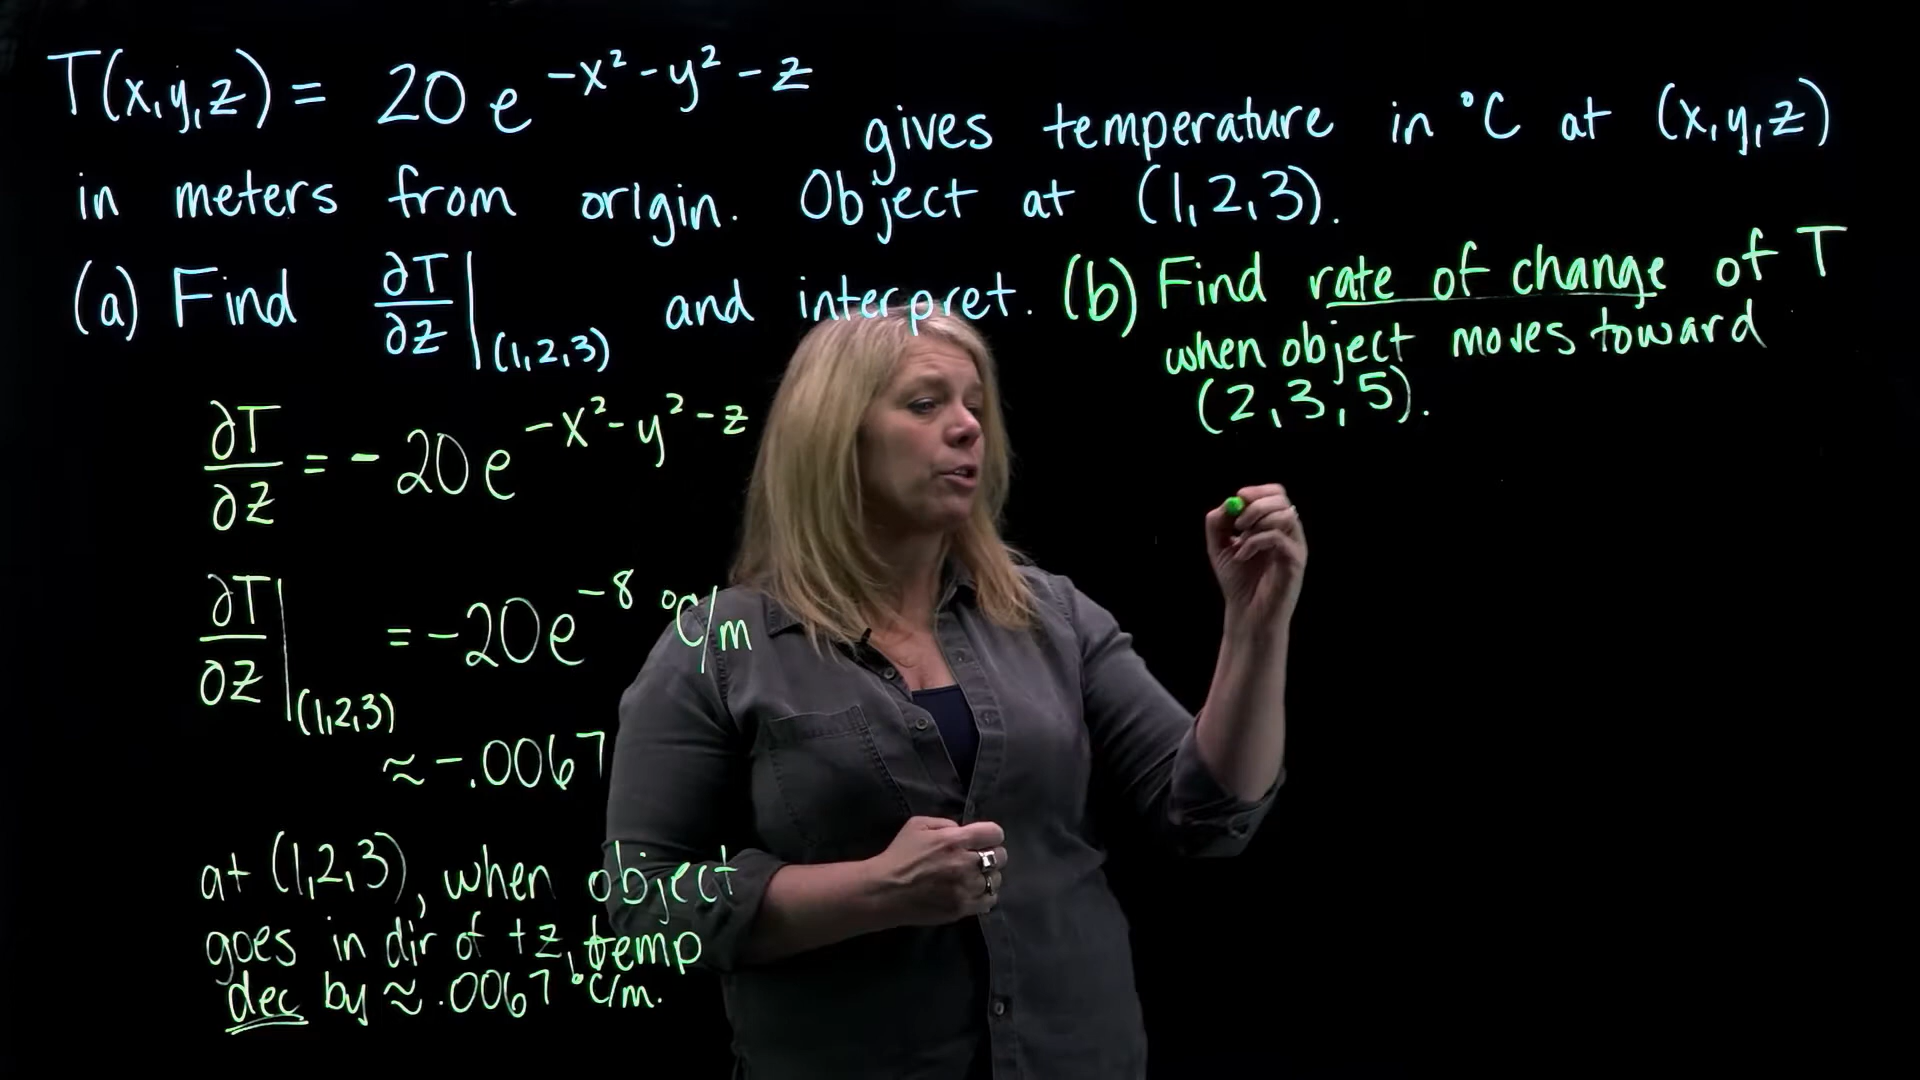 T(x,y,z) = 20 e^{-x² - y² - z} gives temperature in °C at (x,y,z)
in meters from origin. Object at (1,2,3).
(a) Find ∂T/∂z |(1,2,3) and interpret.
(b) Find rate of change of T
when object moves toward
(2,3,5).
∂T/∂z = -20e^{-x² - y² - z}
∂T/∂z |(1,2,3) = -20e^{-8} °C/m
≈ -.0067
at (1,2,3), when object
goes in dir of +z, temp
dec by ≈ .0067 °C/m.